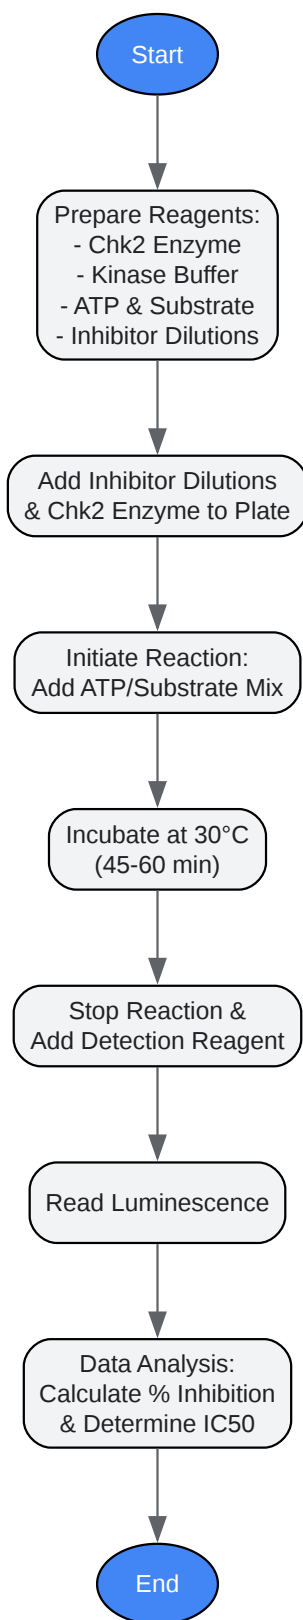 Start
Prepare Reagents:
- Chk2 Enzyme
- Kinase Buffer
- ATP & Substrate
- Inhibitor Dilutions
Add Inhibitor Dilutions
& Chk2 Enzyme to Plate
Initiate Reaction:
Add ATP/Substrate Mix
Incubate at 30°C
(45-60 min)
Stop Reaction &
Add Detection Reagent
Read Luminescence
Data Analysis:
Calculate % Inhibition
& Determine IC50
End